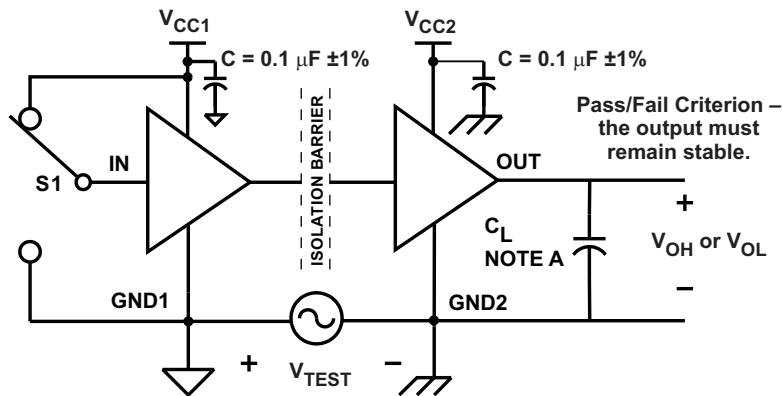 VCC1
VCC2
C = 0.1 μF ±1%
C = 0.1 μF ±1%
Pass/Fail Criterion –
the output must
remain stable.
ISOLATION BARRIER
IN
OUT
S1
+
CL
NOTE A
VOH or VOL
–
GND1
GND2
+
VTEST
–